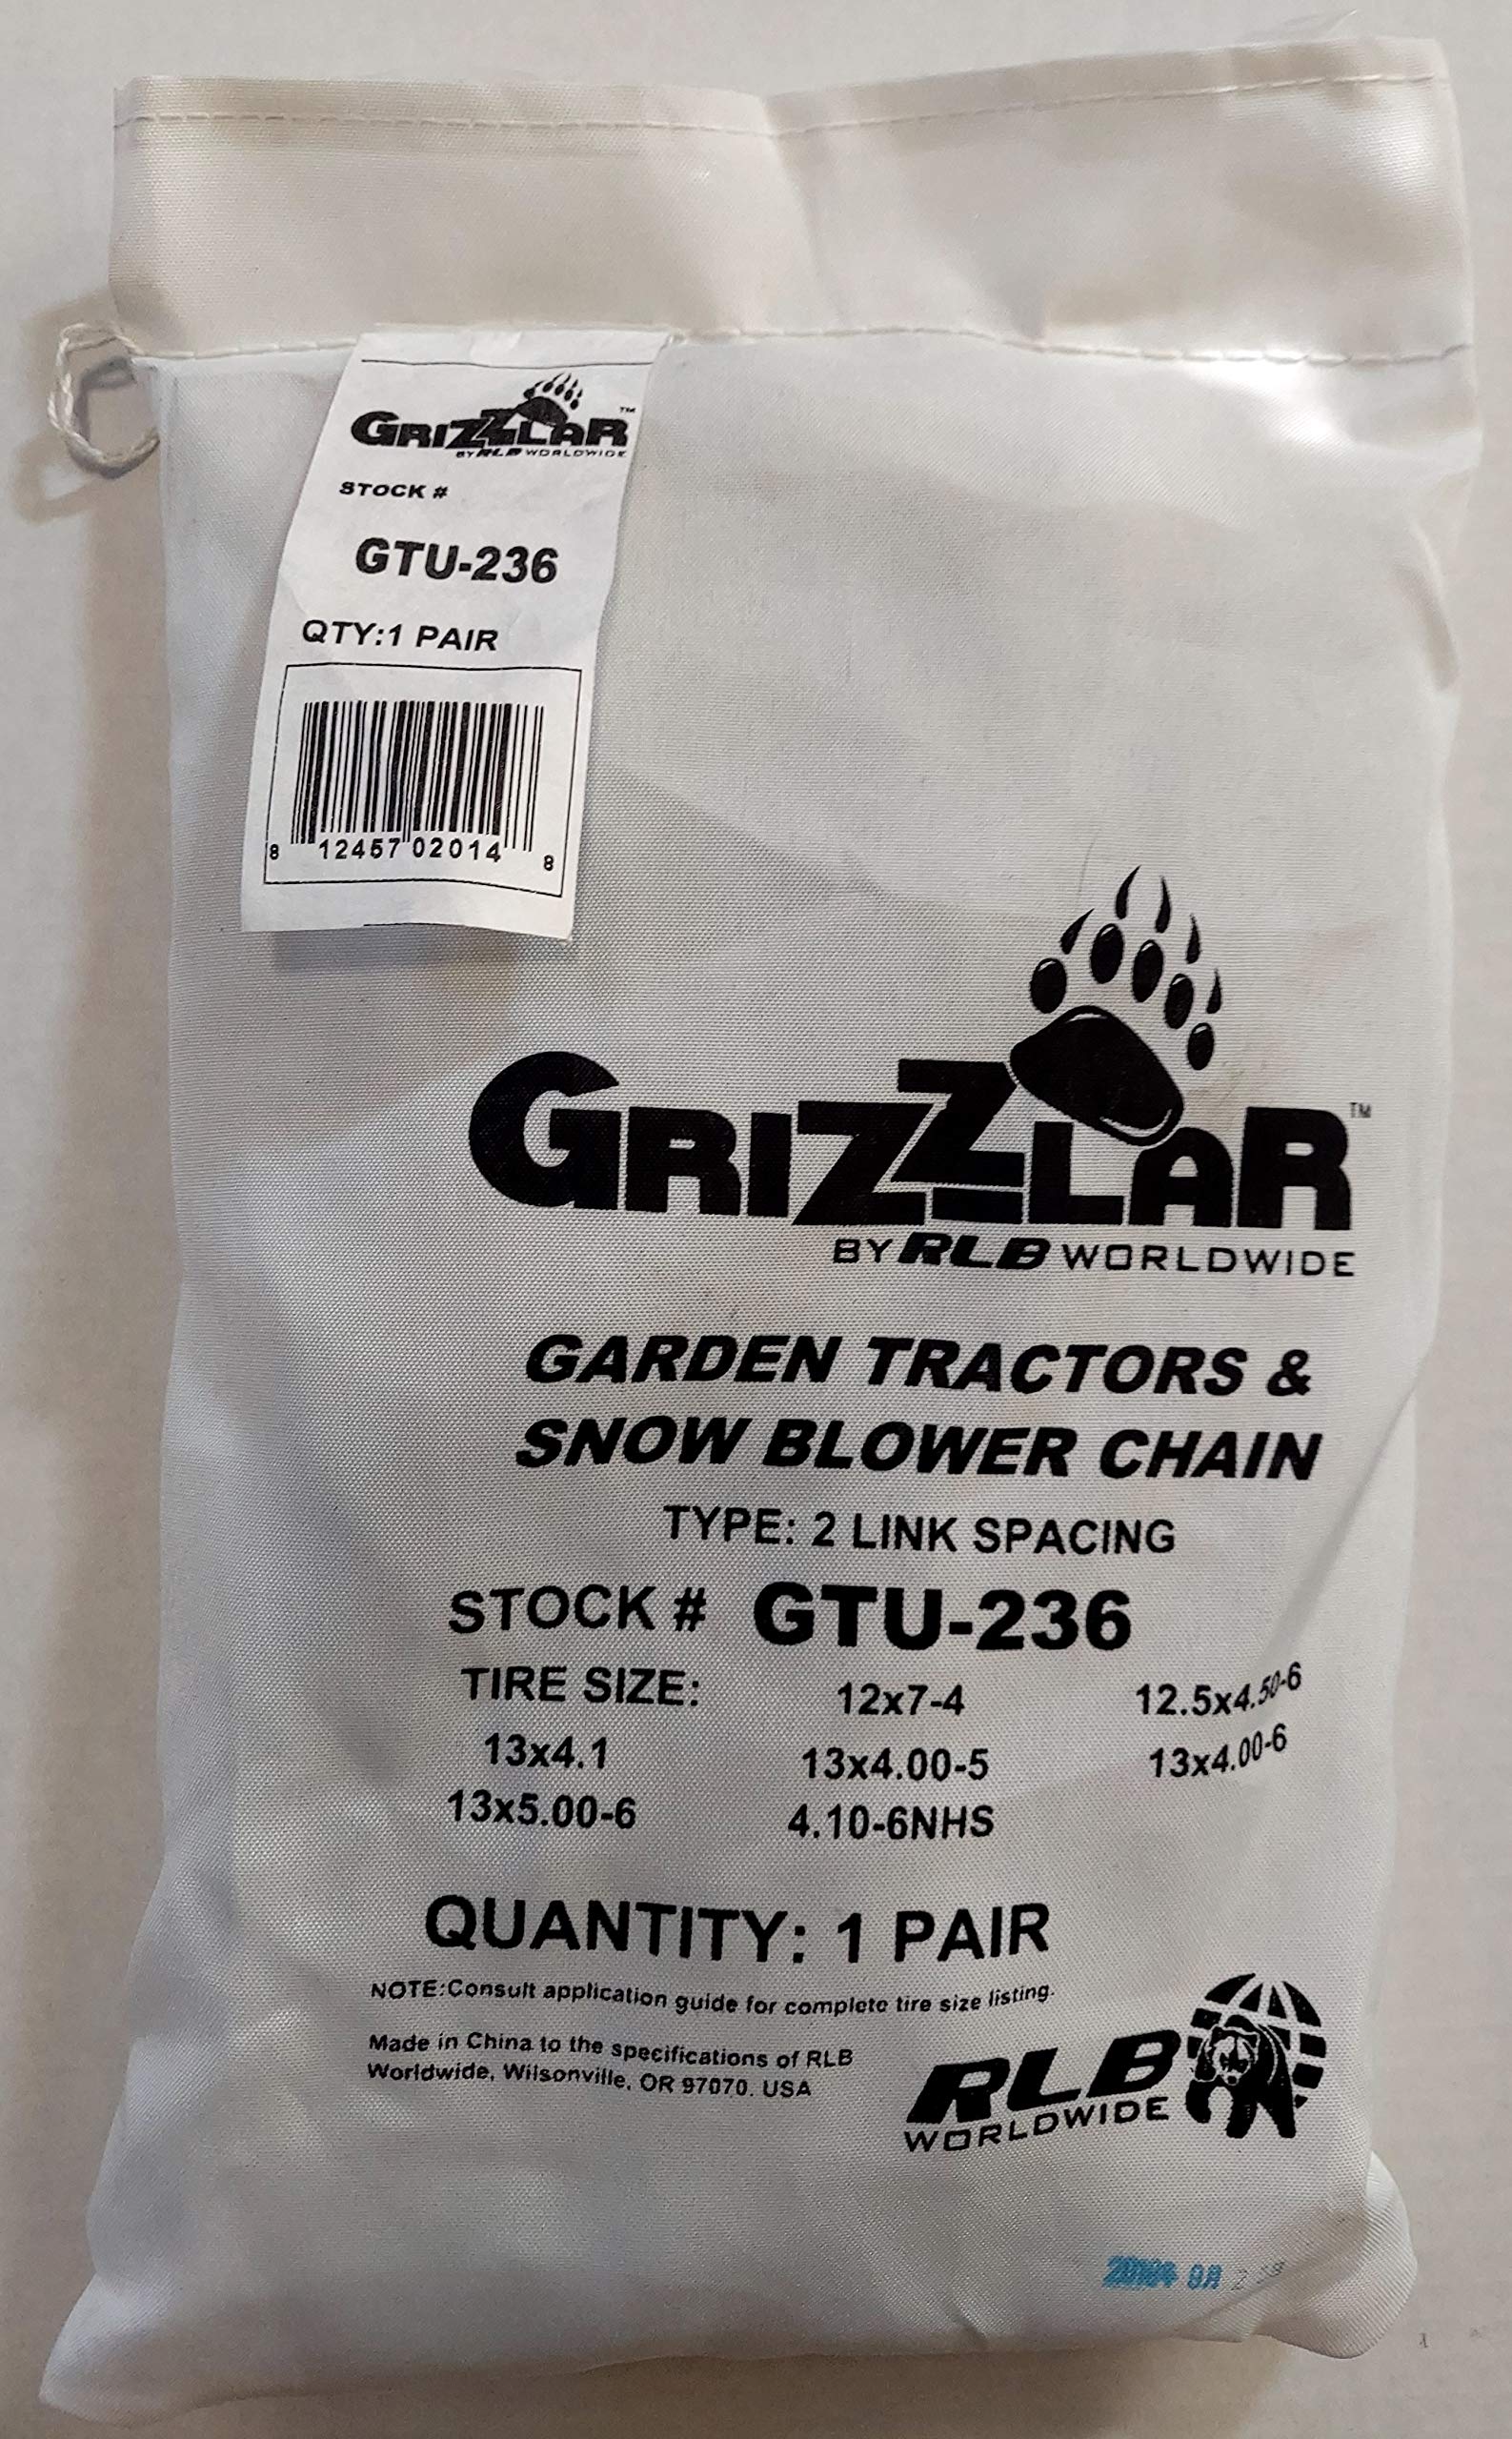 GRIZZLAR™
BY RLB WORLDWIDE
STOCK #
GTU-236
QTY:1 PAIR
8 12457 02014 8
GRIZZLAR™
BY RLB WORLDWIDE
GARDEN TRACTORS &
SNOW BLOWER CHAIN
TYPE: 2 LINK SPACING
STOCK # GTU-236
TIRE SIZE: 12x7-4 12.5x4.50-6
13x4.1 13x4.00-5 13x4.00-6
13x5.00-6 4.10-6NHS
QUANTITY: 1 PAIR
NOTE:Consult application guide for complete tire size listing.
Made in China to the specifications of RLB
Worldwide, Wilsonville, OR 97070. USA
RLB
WORLDWIDE